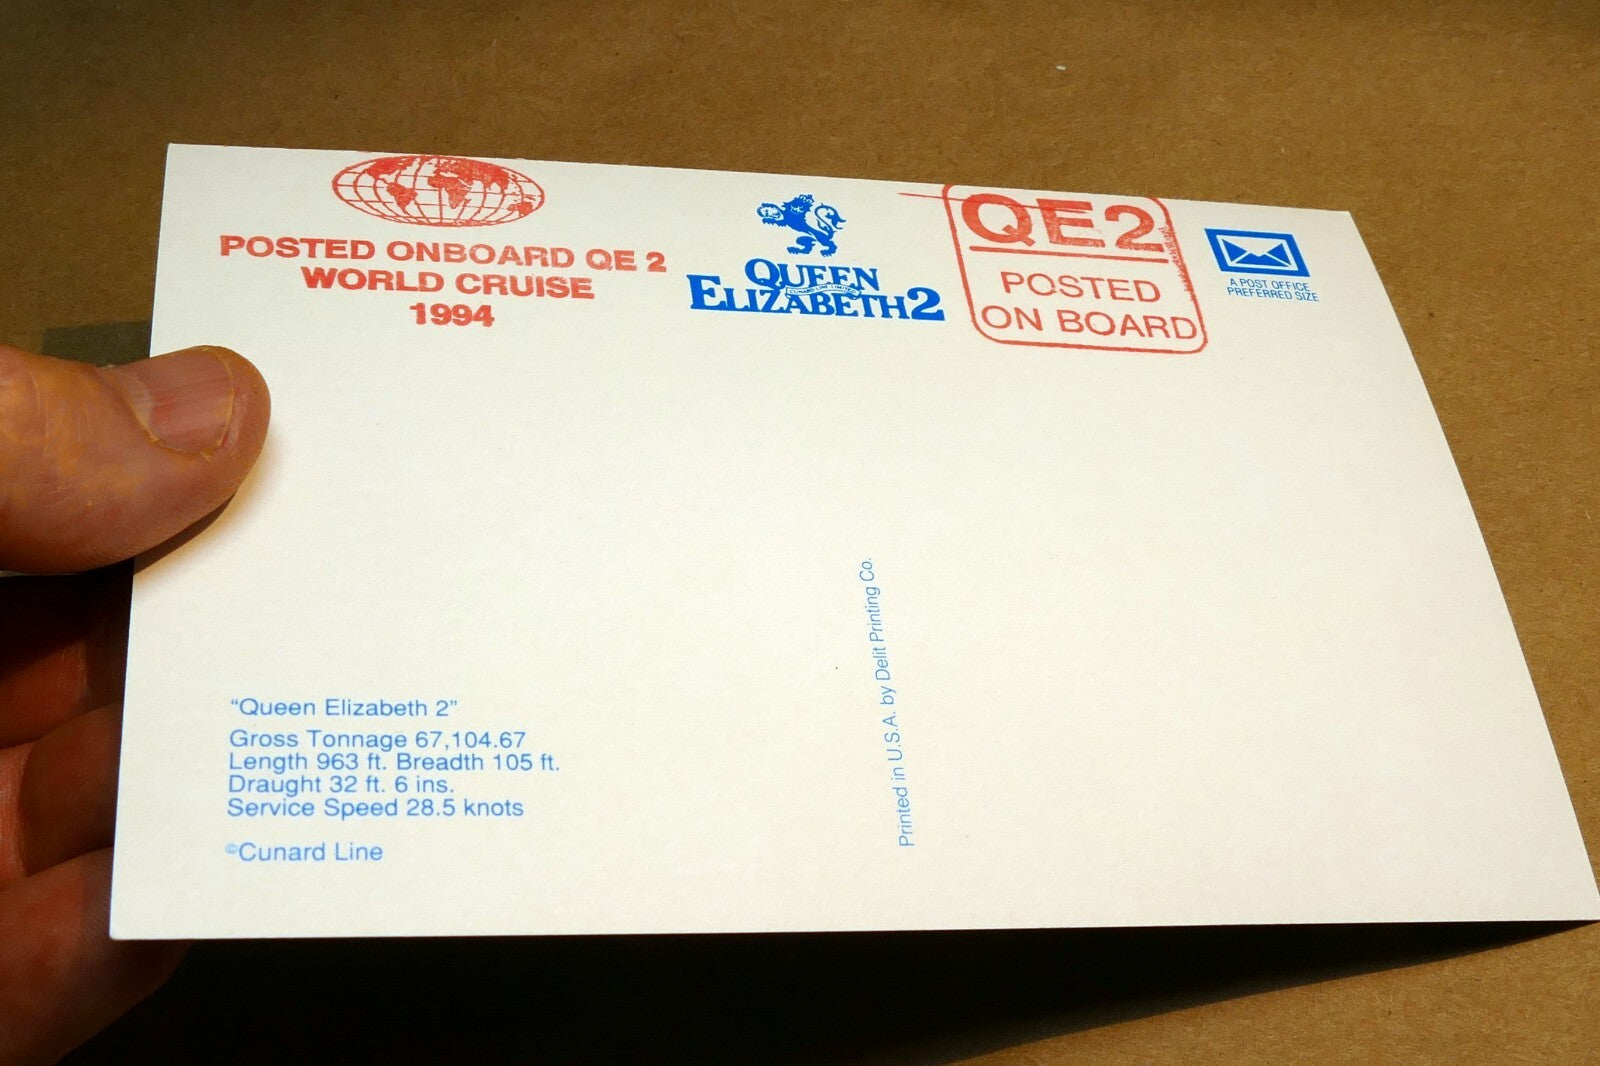 POSTED ONBOARD QE 2
WORLD CRUISE
1994
QUEEN
ELIZABETH 2
QE2
POSTED
ON BOARD
A POST OFFICE
PREFERRED SIZE
Printed in U.S.A. by Delit Printing Co.
“Queen Elizabeth 2”
Gross Tonnage 67,104.67
Length 963 ft. Breadth 105 ft.
Draught 32 ft. 6 ins.
Service Speed 28.5 knots
©Cunard Line